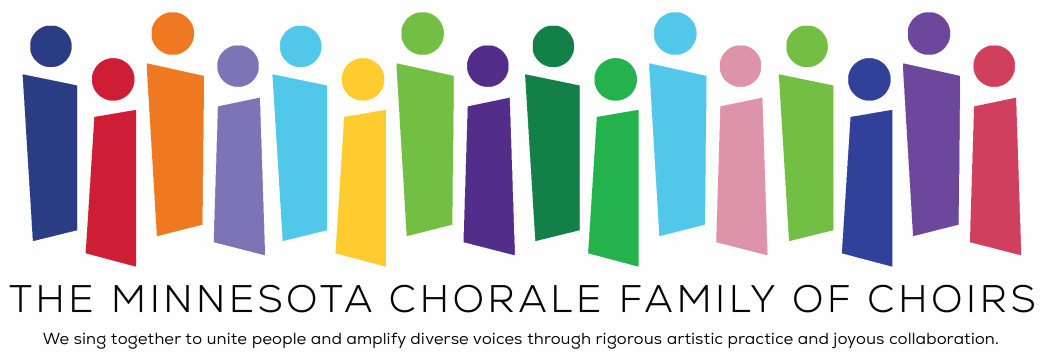 THE MINNESOTA CHORALE FAMILY OF CHOIRS
We sing together to unite people and amplify diverse voices through rigorous artistic practice and joyous collaboration.